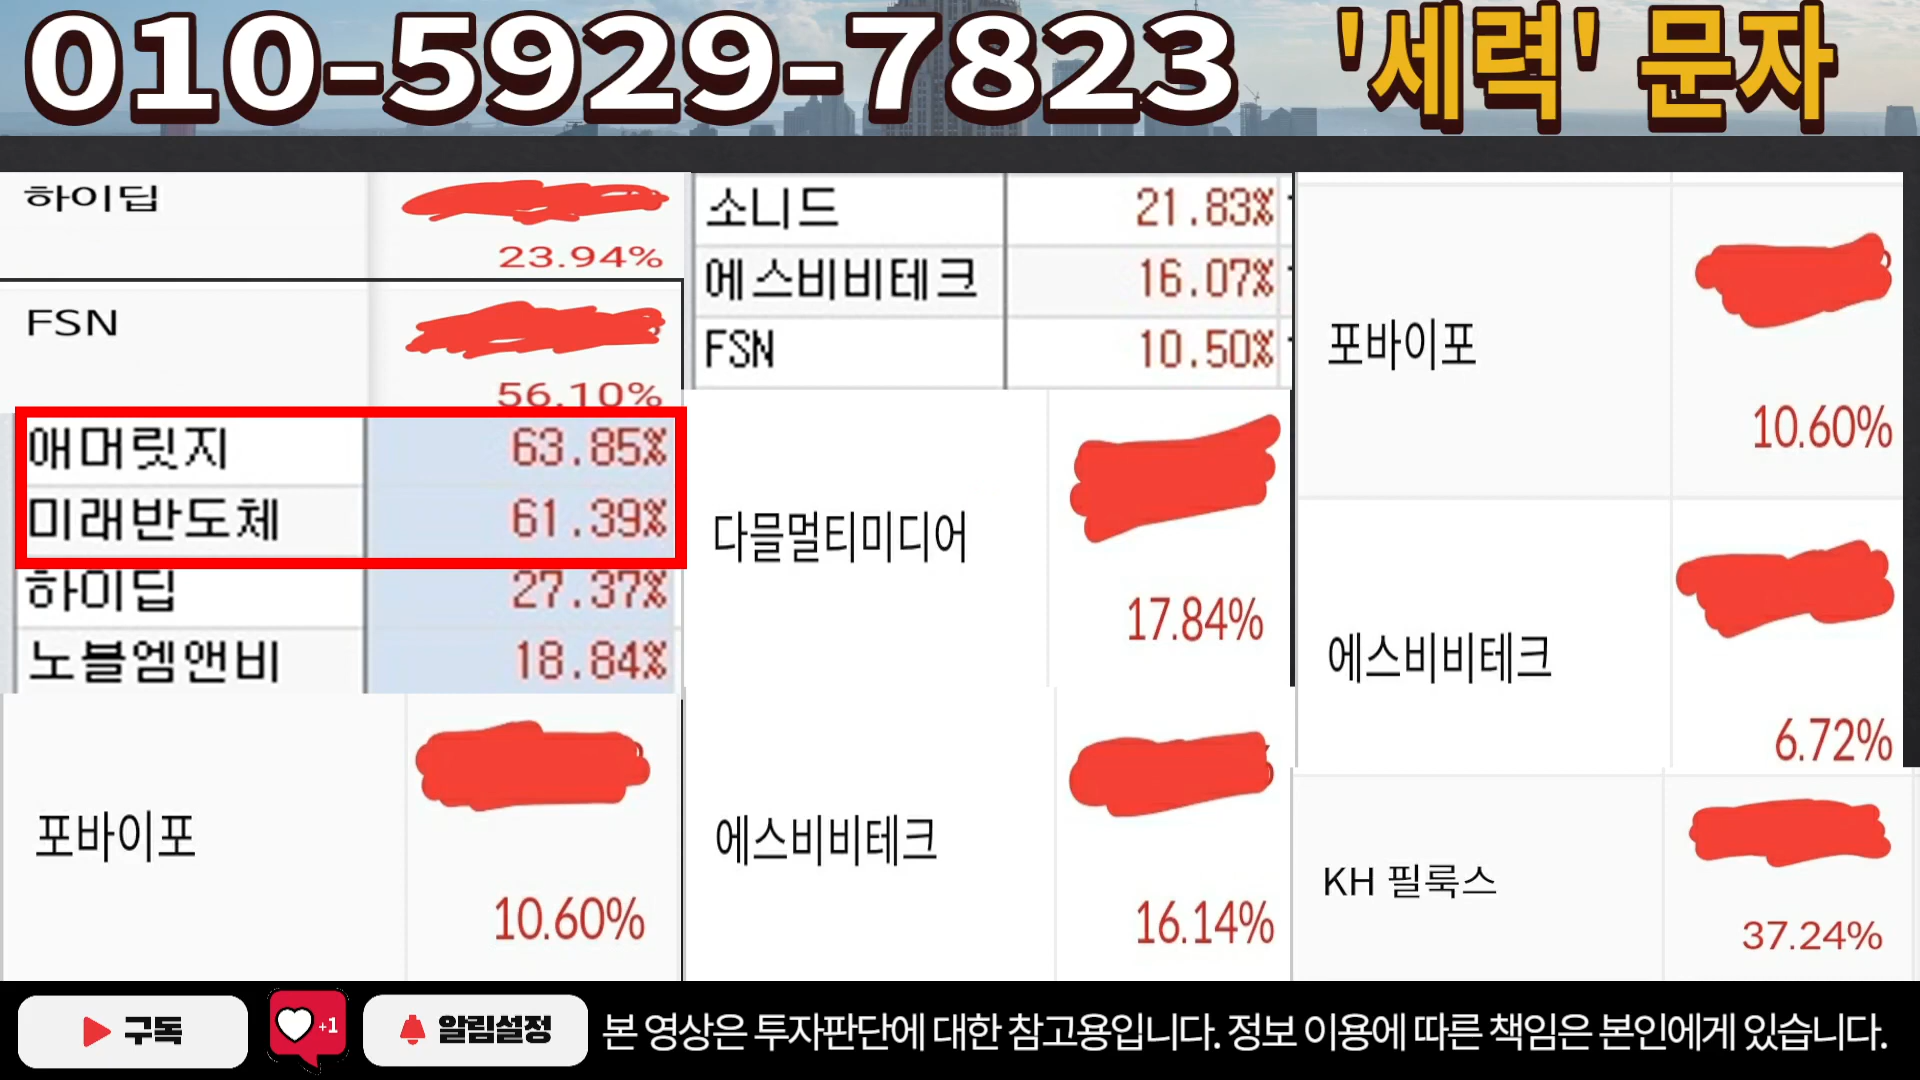 010-5929-7823 '세력' 문자
하이딥
23.94%
FSN
56.10%
애머릿지 63.85%
미래반도체 61.39%
하이딥 27.37%
노블엠앤비 18.84%
포바이포
10.60%
소니드 21.83%
에스비비테크 16.07%
FSN 10.50%
다믈멀티미디어
17.84%
에스비비테크
16.14%
포바이포
10.60%
에스비비테크
6.72%
KH 필룩스
37.24%
구독 +1 알림설정 본 영상은 투자판단에 대한 참고용입니다. 정보 이용에 따른 책임은 본인에게 있습니다.